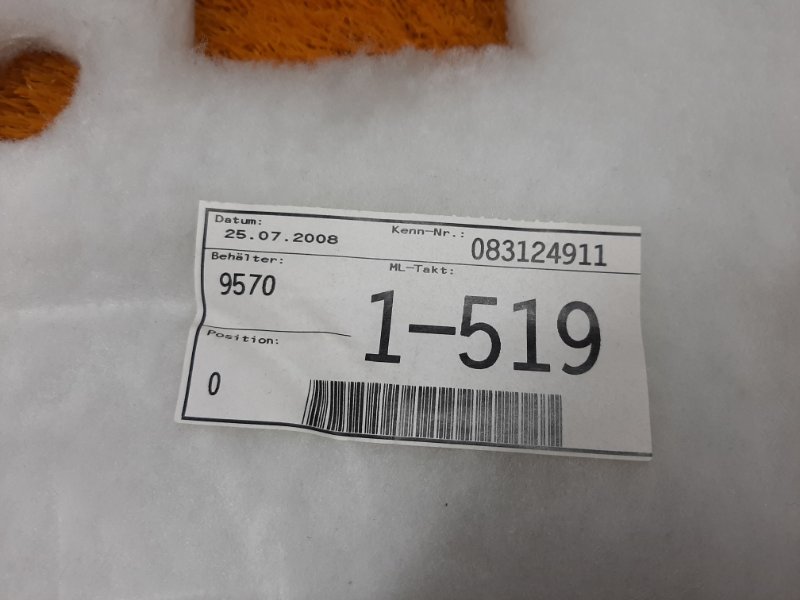 Datum:
25.07.2008
Kenn-Nr.:
083124911
Behälter:
9570
ML-Takt:
1-519
Position:
0